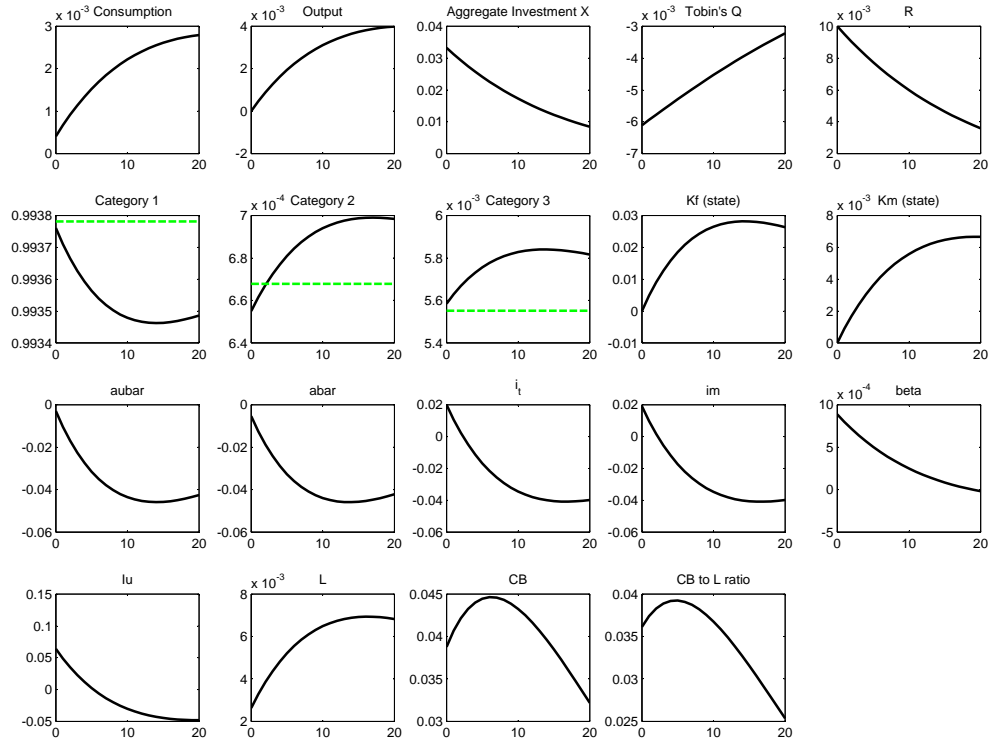 x 10⁻³ Consumption
3
2
1
0
0 10 20
x 10⁻³ Output
4
2
0
-2
0 10 20
Aggregate Investment X
0.04
0.03
0.02
0.01
0
0 10 20
x 10⁻³ Tobin's Q
-3
-4
-5
-6
-7
0 10 20
x 10⁻³ R
10
8
6
4
2
0 10 20
Category 1
0.9938
0.9937
0.9936
0.9935
0.9934
0 10 20
x 10⁻⁴ Category 2
7
6.8
6.6
6.4
0 10 20
x 10⁻³ Category 3
6
5.8
5.6
5.4
0 10 20
Kf (state)
0.03
0.02
0.01
0
-0.01
0 10 20
x 10⁻³ Km (state)
8
6
4
2
0
0 10 20
aubar
0
-0.02
-0.04
-0.06
0 10 20
abar
0
-0.02
-0.04
-0.06
0 10 20
iₜ
0.02
0
-0.02
-0.04
-0.06
0 10 20
im
0.02
0
-0.02
-0.04
-0.06
0 10 20
x 10⁻⁴ beta
10
5
0
-5
0 10 20
Iu
0.15
0.1
0.05
0
-0.05
0 10 20
x 10⁻³ L
8
6
4
2
0 10 20
CB
0.045
0.04
0.035
0.03
0 10 20
CB to L ratio
0.04
0.035
0.03
0.025
0 10 20